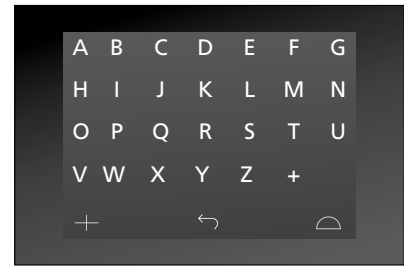 A B C D E F G
H I J K L M N
O P Q R S T U
V W X Y Z +